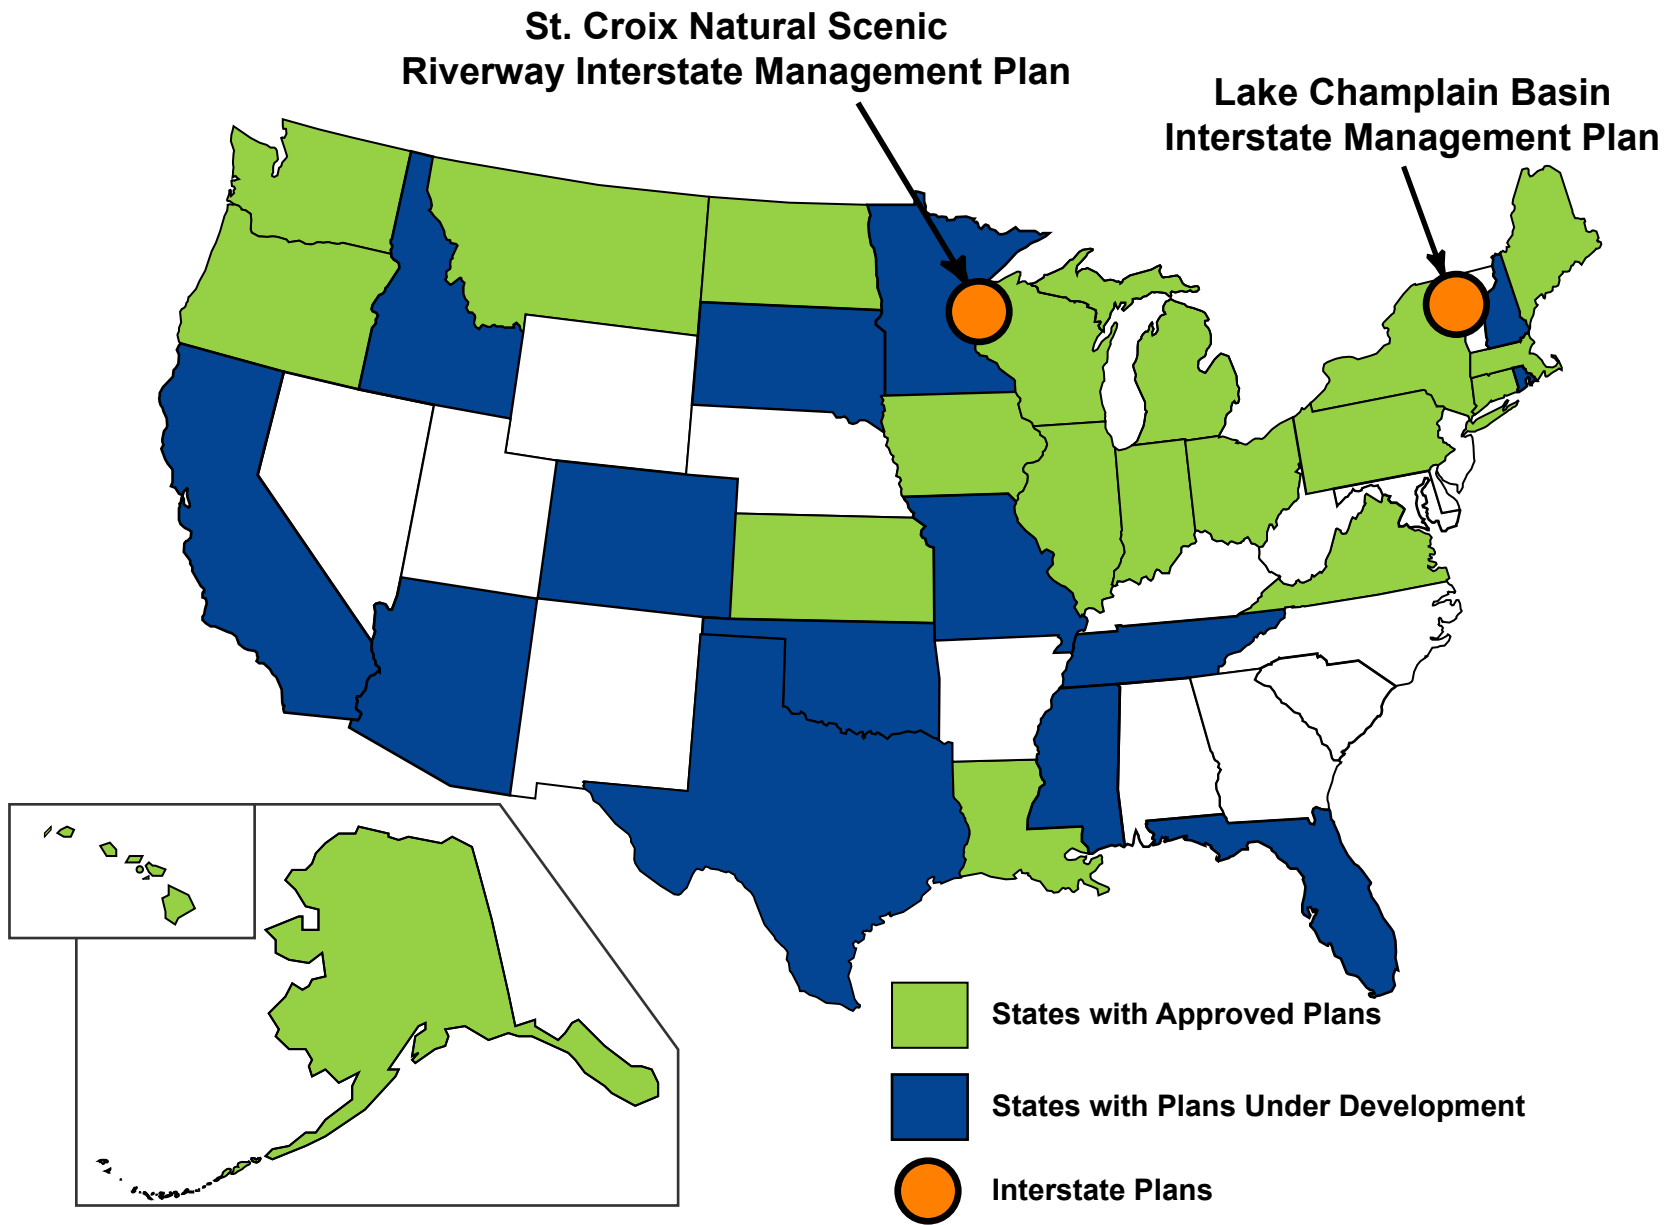 St. Croix Natural Scenic
Riverway Interstate Management Plan
Lake Champlain Basin
Interstate Management Plan
States with Approved Plans
States with Plans Under Development
Interstate Plans